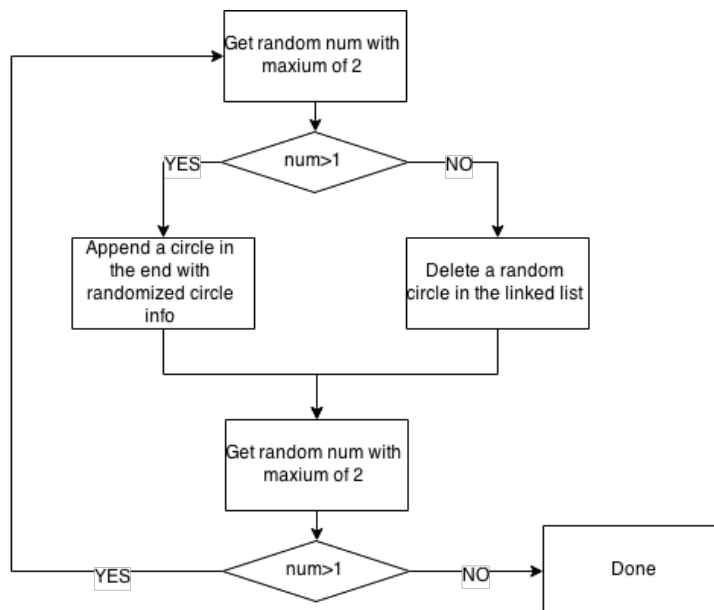 Get random num with
maxium of 2
num>1
YES
NO
Append a circle in
the end with
randomized circle
info
Delete a random
circle in the linked list
Get random num with
maxium of 2
num>1
YES
NO
Done